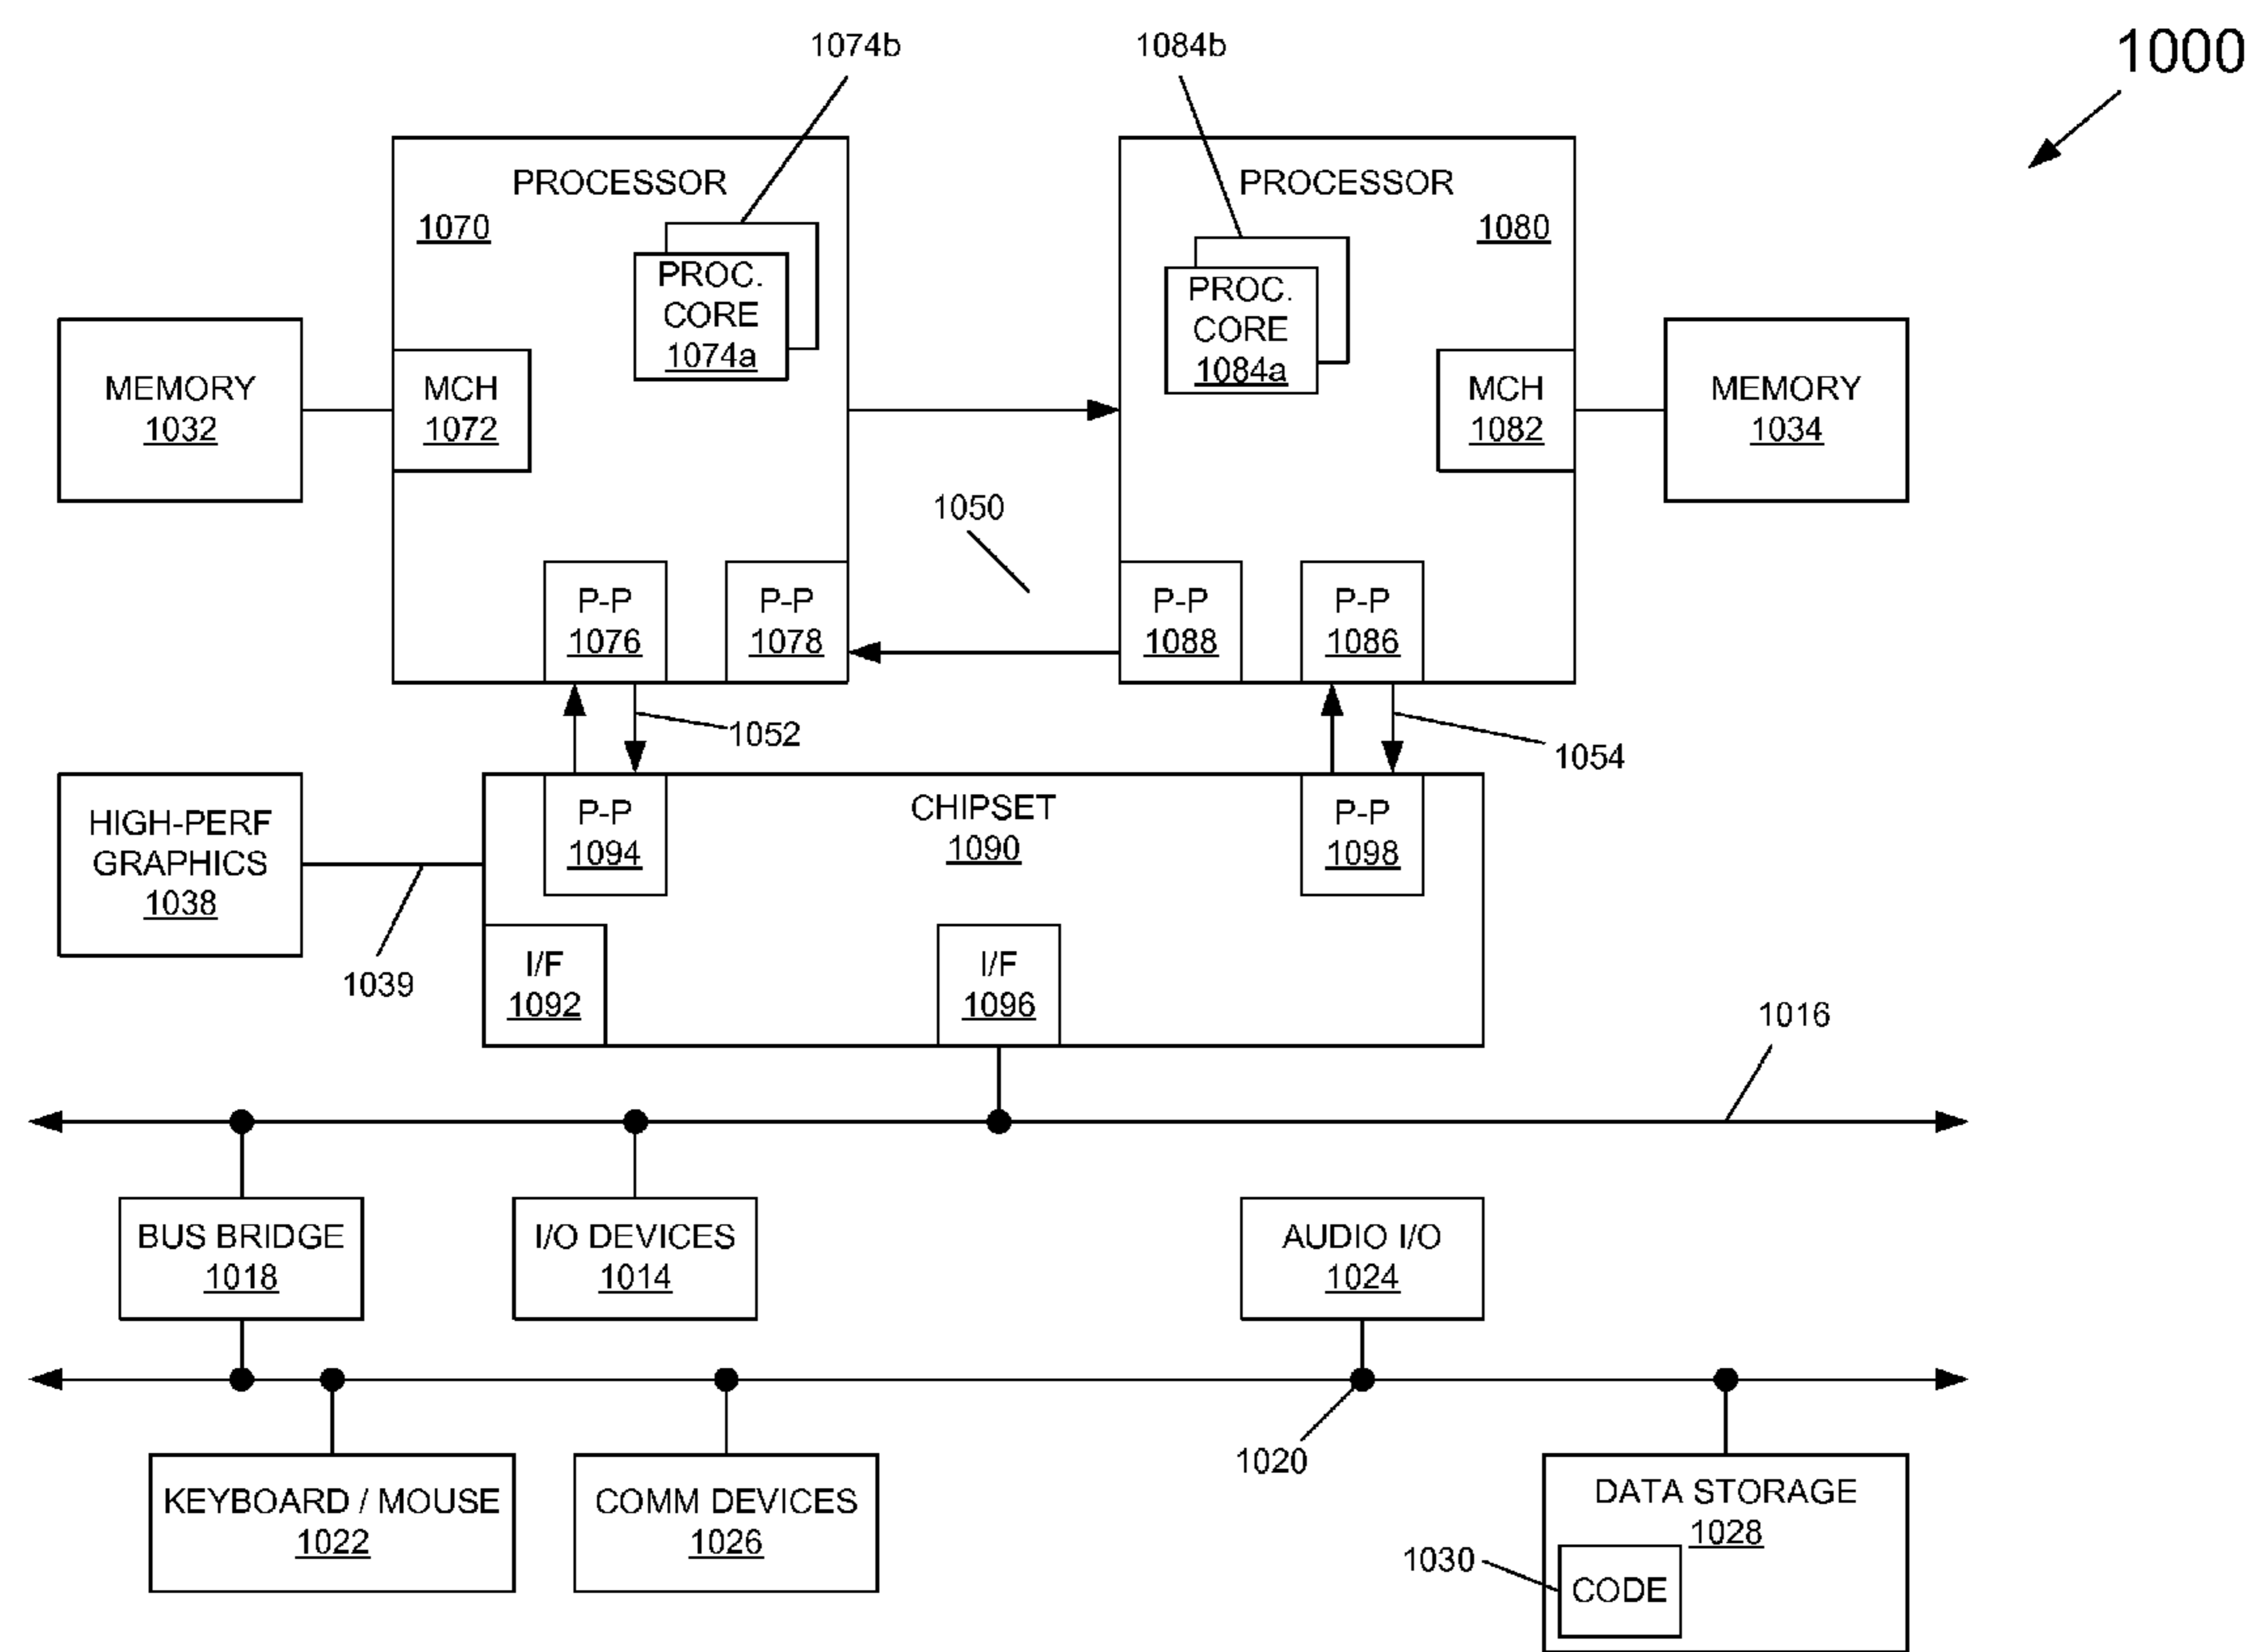 1074b
1084b
1000
PROCESSOR
1070
PROC.
CORE
1074a
PROCESSOR
1080
PROC.
CORE
1084a
MEMORY
1032
MCH
1072
MCH
1082
MEMORY
1034
1050
P-P
1076
P-P
1078
P-P
1088
P-P
1086
1052
1054
HIGH-PERF
GRAPHICS
1038
1039
P-P
1094
CHIPSET
1090
P-P
1098
I/F
1092
I/F
1096
1016
BUS BRIDGE
1018
I/O DEVICES
1014
AUDIO I/O
1024
1020
KEYBOARD / MOUSE
1022
COMM DEVICES
1026
DATA STORAGE
1028
1030
CODE